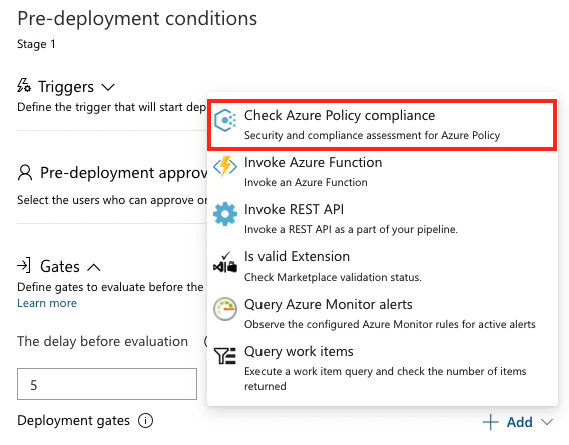 Pre-deployment conditions
Stage 1
Triggers
Define the trigger that will start dep
Pre-deployment approv
Select the users who can approve or
Gates
Define gates to evaluate before the
Learn more
The delay before evaluation
5
Deployment gates
Add
Check Azure Policy compliance
Security and compliance assessment for Azure Policy
Invoke Azure Function
Invoke an Azure Function
Invoke REST API
Invoke a REST API as a part of your pipeline.
Is valid Extension
Check Marketplace validation status.
Query Azure Monitor alerts
Observe the configured Azure Monitor rules for active alerts
Query work items
Execute a work item query and check the number of items
returned